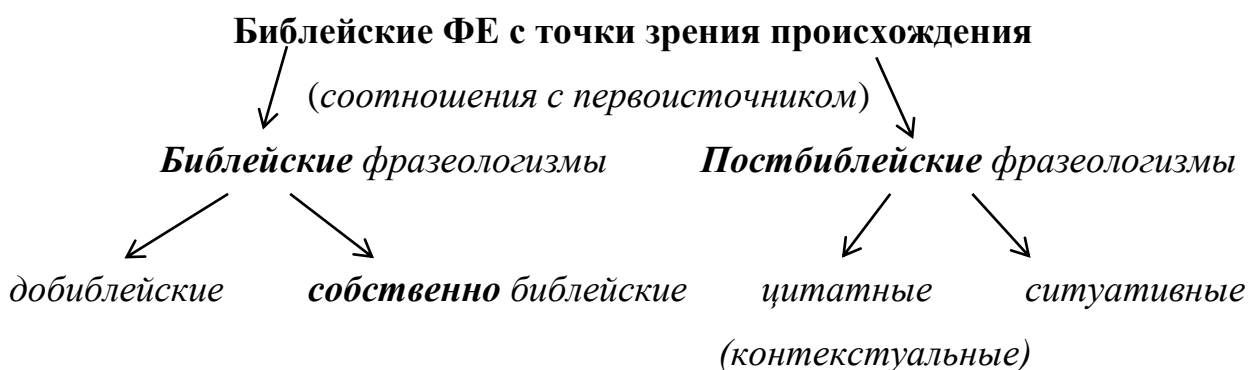 Библейские ФЕ с точки зрения происхождения
(соотношения с первоисточником)
Библейские фразеологизмы Постбиблейские фразеологизмы
добиблейские собственно библейские цитатные ситуативные
(контекстуальные)